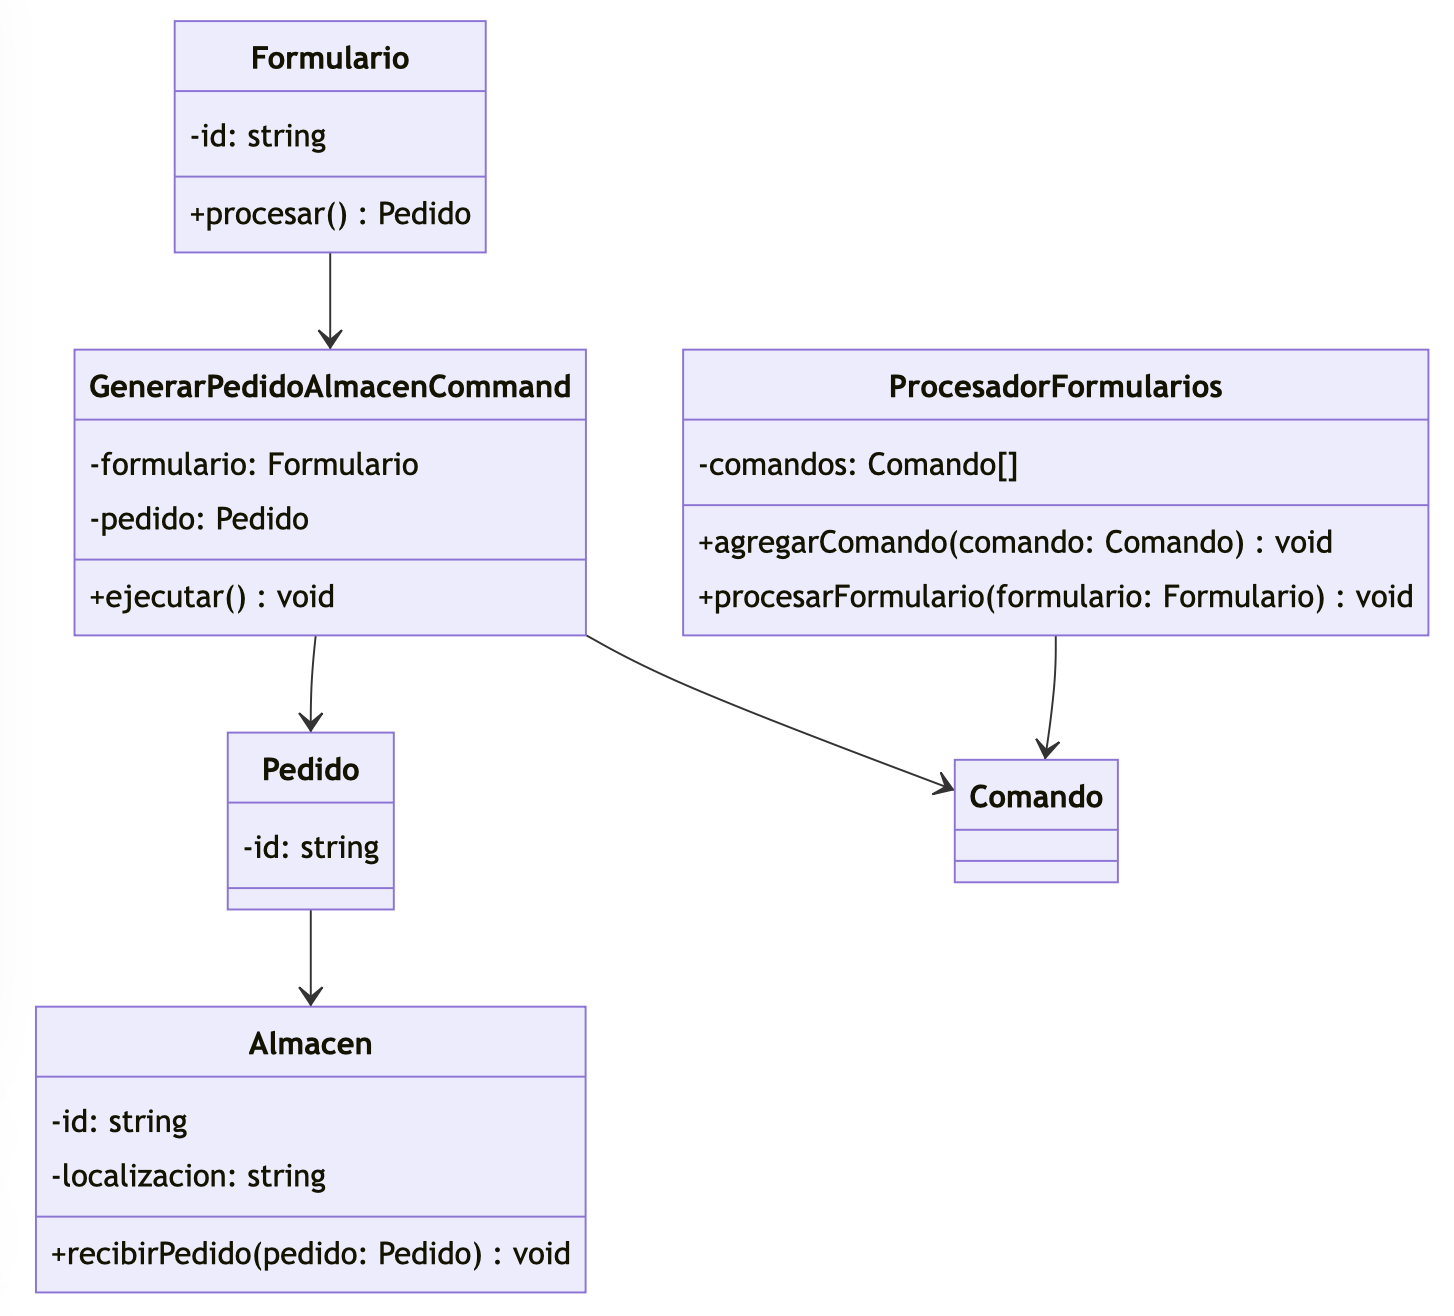 Formulario
-id: string
+procesar() : Pedido
GenerarPedidoAlmacenCommand
-formulario: Formulario
-pedido: Pedido
+ejecutar() : void
ProcesadorFormularios
-comandos: Comando[]
+agregarComando(comando: Comando) : void
+procesarFormulario(formulario: Formulario) : void
Pedido
-id: string
Comando
Almacen
-id: string
-localizacion: string
+recibirPedido(pedido: Pedido) : void